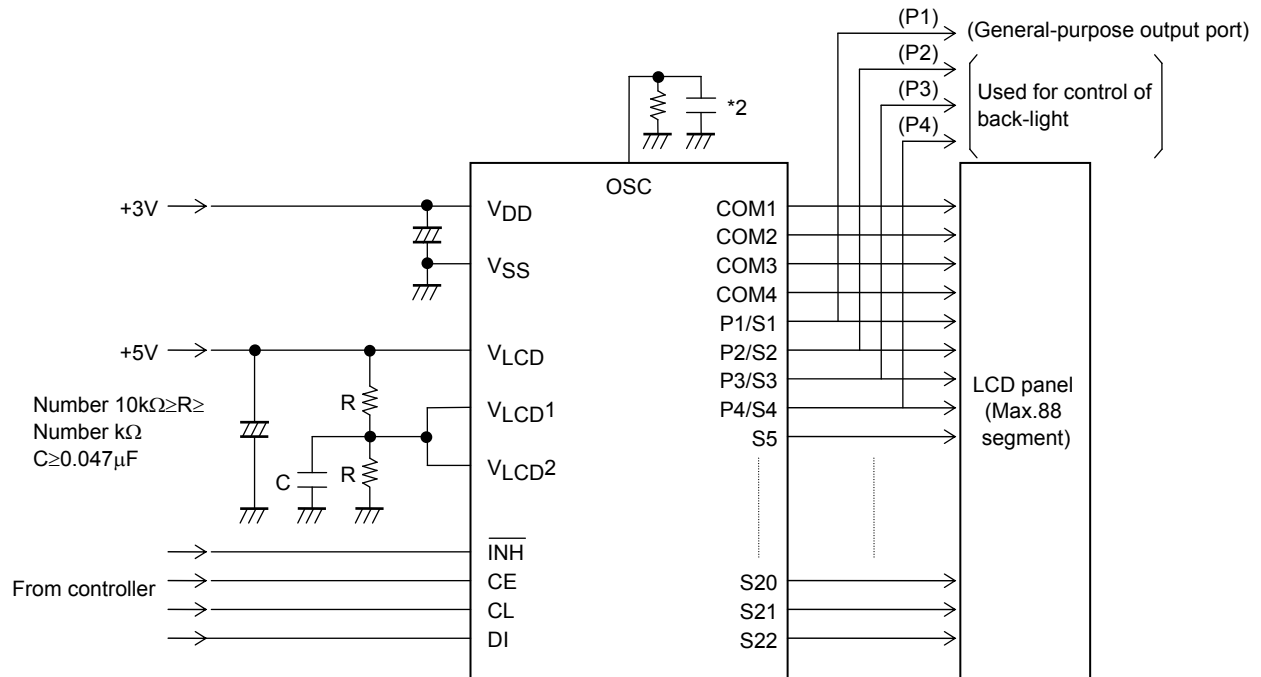 (P1)
(General-purpose output port)
(P2)
(P3)
(P4)
Used for control of
back-light
*2
OSC
+3V
VDD
VSS
+5V
VLCD
R
VLCD1
VLCD2
C
R
Number 10kΩ≥R≥
Number kΩ
C≥0.047μF
From controller
INH
CE
CL
DI
COM1
COM2
COM3
COM4
P1/S1
P2/S2
P3/S3
P4/S4
S5
S20
S21
S22
LCD panel
(Max.88
segment)